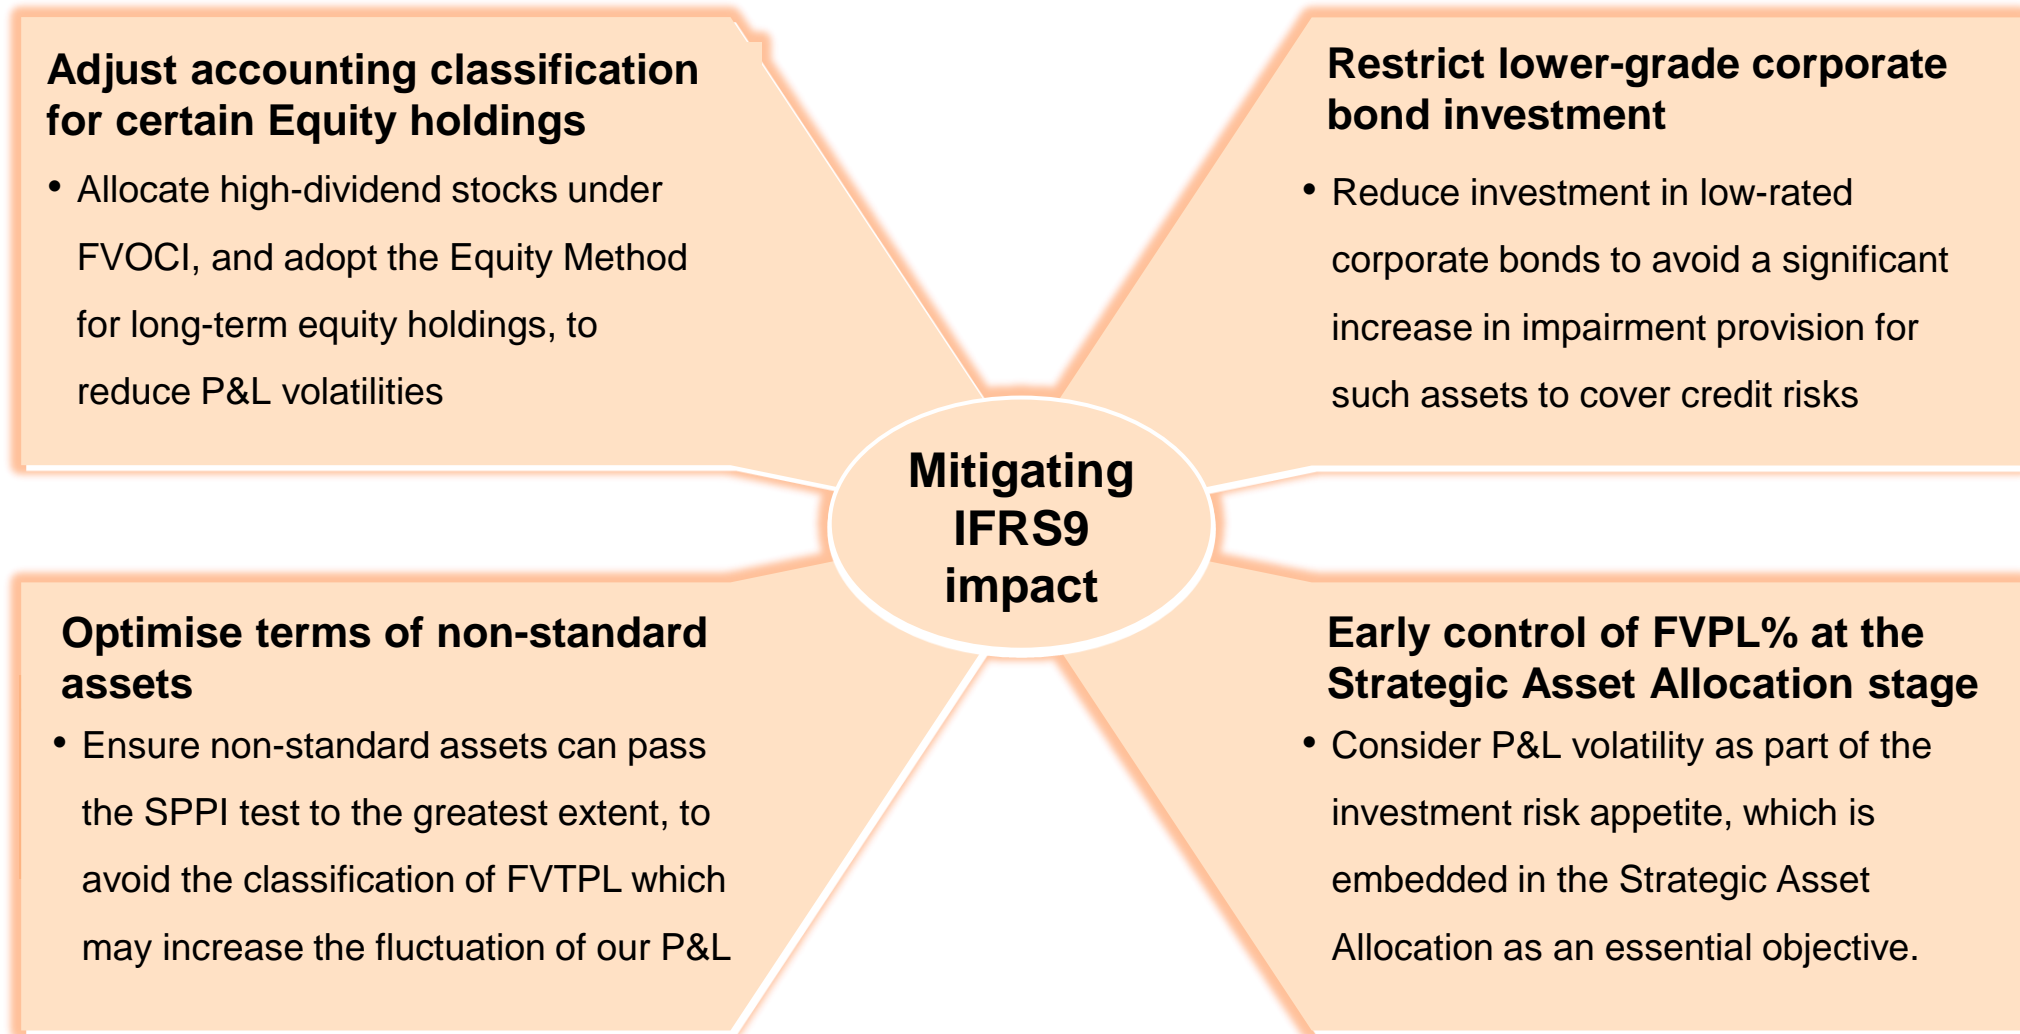 Adjust accounting classification
for certain Equity holdings
• Allocate high-dividend stocks under
FVOCI, and adopt the Equity Method
for long-term equity holdings, to
reduce P&L volatilities
Restrict lower-grade corporate
bond investment
• Reduce investment in low-rated
corporate bonds to avoid a significant
increase in impairment provision for
such assets to cover credit risks
Mitigating
IFRS9
impact
Optimise terms of non-standard
assets
• Ensure non-standard assets can pass
the SPPI test to the greatest extent, to
avoid the classification of FVTPL which
may increase the fluctuation of our P&L
Early control of FVPL% at the
Strategic Asset Allocation stage
• Consider P&L volatility as part of the
investment risk appetite, which is
embedded in the Strategic Asset
Allocation as an essential objective.